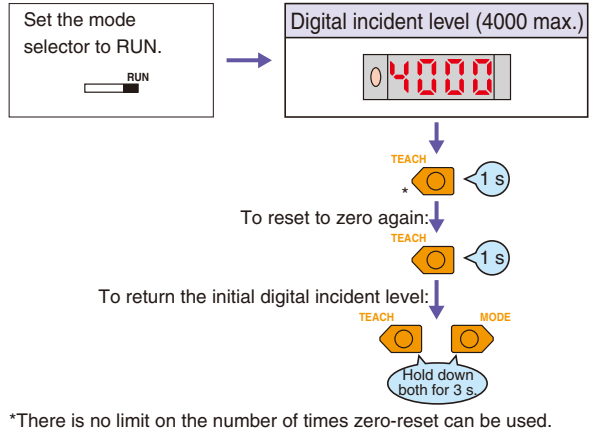 Set the mode
selector to RUN.
RUN
Digital incident level (4000 max.)
4000
TEACH
* 1 s
To reset to zero again:
TEACH
1 s
To return the initial digital incident level:
TEACH MODE
Hold down
both for 3 s.
*There is no limit on the number of times zero-reset can be used.